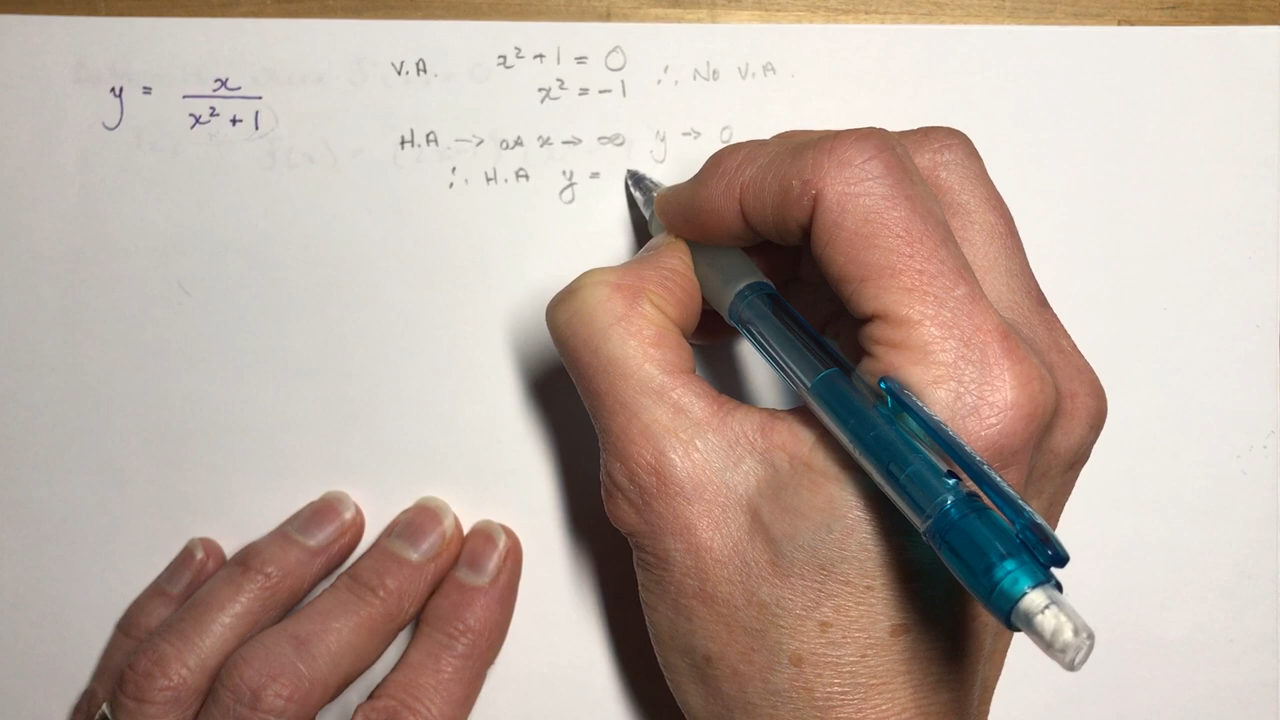 y = x / (x² + 1)
V.A. x² + 1 = 0
x² = -1 ∴ No V.A.
H.A. -> as x → ∞ y → 0
∴ H.A y =